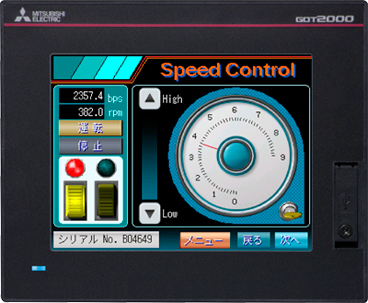 MITSUBISHI ELECTRIC
GOT2000
Speed Control
2357.4 bps
382.0 rpm
運転
停止
High
Low
0 1 2 3 4 5 6 7 8 9
シリアル No. B04649
メニュー 戻る 次へ